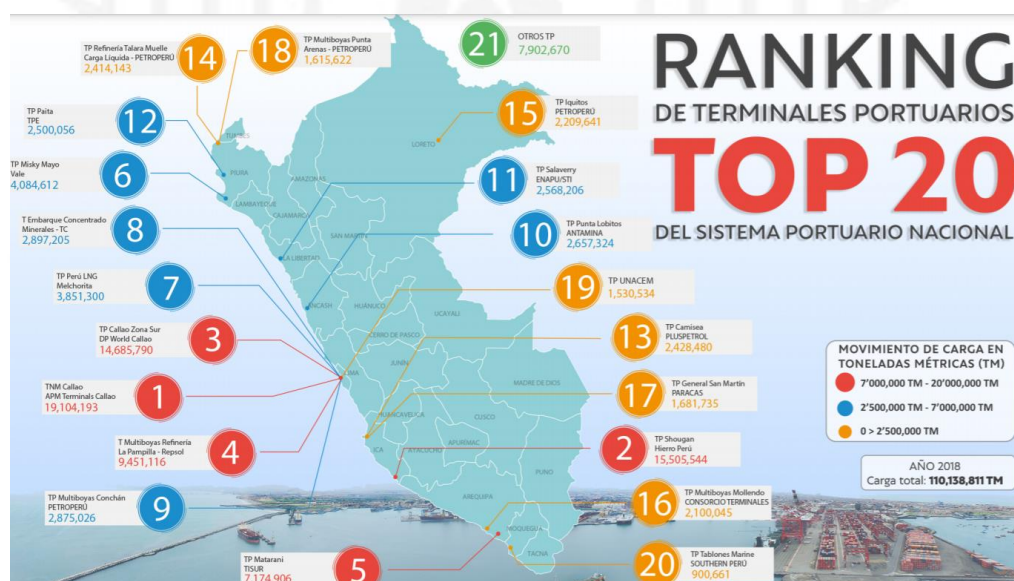 RANKING
DE TERMINALES PORTUARIOS
TOP 20
DEL SISTEMA PORTUARIO NACIONAL
14
TP Refinería Talara Muelle
Carga Líquida - PETROPERÚ
2,414,143
18
TP Multiboyas Punta
Arenas - PETROPERÚ
1,615,622
21
OTROS TP
7,902,670
12
TP Paita
TPE
2,500,056
15
TP Iquitos
PETROPERÚ
2,209,641
6
TP Misky Mayo
Vale
4,084,612
11
TP Salaverry
ENAPU/STI
2,568,206
8
T Embarque Concentrado
Minerales - TC
2,897,205
10
TP Punta Lobitos
ANTAMINA
2,657,324
7
TP Perú LNG
Melchorita
3,851,300
19
TP UNACEM
1,530,534
3
TP Callao Zona Sur
DP World Callao
14,685,790
13
TP Camisea
PLUSPETROL
2,428,480
1
TNM Callao
APM Terminals Callao
19,104,193
17
TP General San Martín
PARACAS
1,681,735
4
T Multiboyas Refinería
La Pampilla - Repsol
9,451,116
2
TP Shougan
Hierro Perú
15,505,544
9
TP Multiboyas Conchán
PETROPERÚ
2,875,026
16
TP Multiboyas Mollendo
CONSORCIO TERMINALES
2,100,045
5
TP Matarani
TISUR
7,174,906
20
TP Tablones Marine
SOUTHERN PERÚ
900,661
TUMBES
PIURA
LORETO
AMAZONAS
LAMBAYEQUE
CAJAMARCA
SAN MARTÍN
LA LIBERTAD
ÁNCASH
HUÁNUCO
UCAYALI
CERRO DE PASCO
JUNÍN
LIMA
MADRE DE DIOS
HUANCAVELICA
CUSCO
ICA
AYACUCHO
APURÍMAC
PUNO
AREQUIPA
MOQUEGUA
TACNA
MOVIMIENTO DE CARGA EN
TONELADAS MÉTRICAS (TM)
7'000,000 TM - 20'000,000 TM
2'500,000 TM - 7'000,000 TM
0 > 2'500,000 TM
AÑO 2018
Carga total: 110,138,811 TM